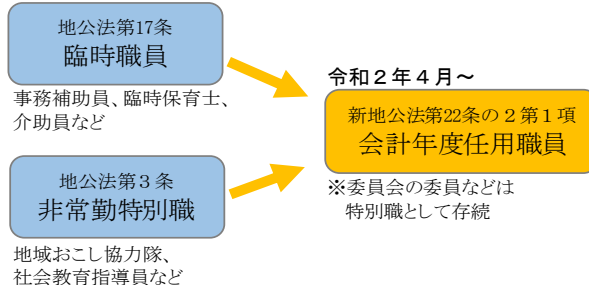 地公法第17条
臨時職員
事務補助員、臨時保育士、
介助員など
地公法第３条
非常勤特別職
地域おこし協力隊、
社会教育指導員など
令和２年４月～
新地公法第22条の２第１項
会計年度任用職員
※委員会の委員などは
特別職として存続